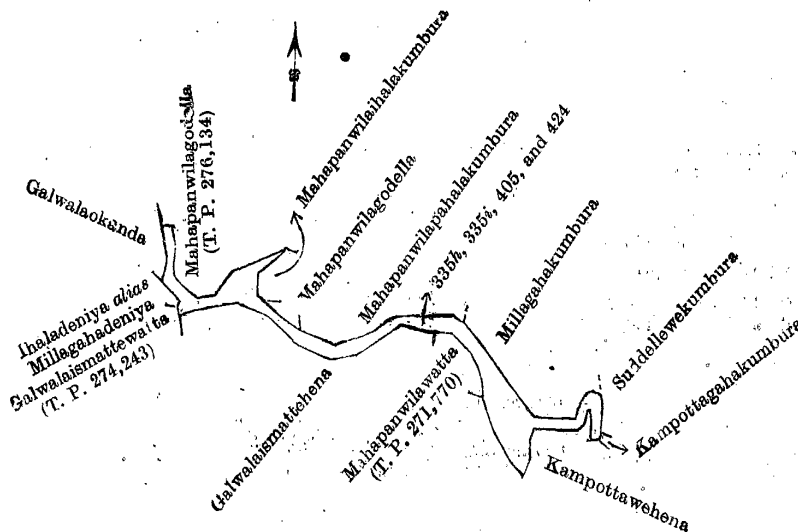 Galwalaokanda
Mahapanwilagodella
(T. P. 276,134)
Mahapanwilaihalakumbura
Mahapanwilagodella
Mahapanwilapahalakumbura
335h, 335i, 405, and 424
Millagahakumbura
Suddellewekumbura
Kampottagahakumbura
Kampottawehena
Mahapanwilawatta
(T. P. 271,770)
Galwalaismattehena
Ihaladeniya alias
Millagahadeniya
Galwalaismattewatta
(T. P. 274,243)